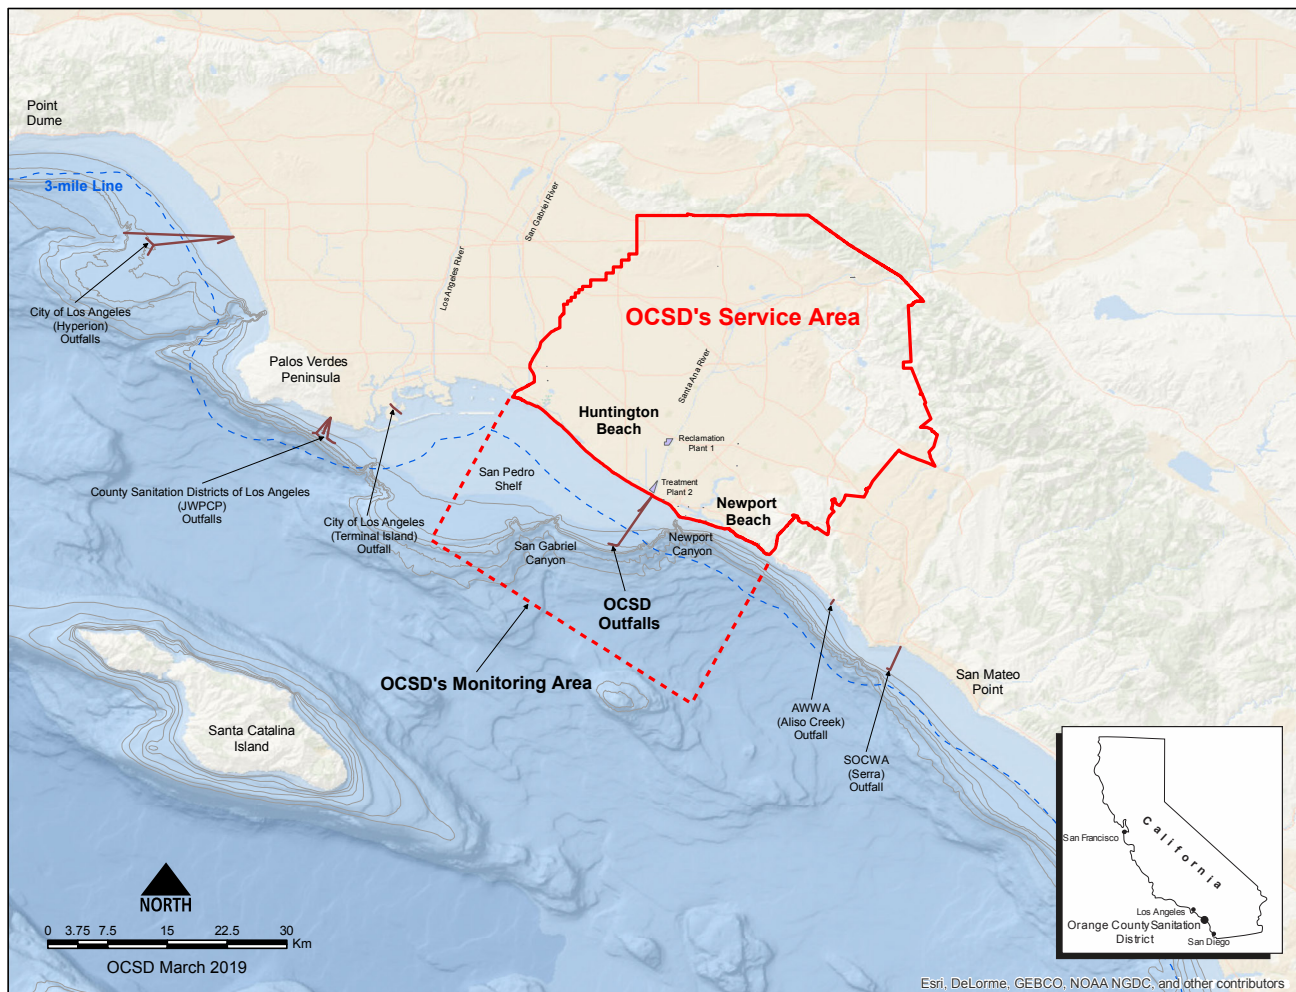 Point
Dume
3-mile Line
San Gabriel River
Los Angeles River
City of Los Angeles
(Hyperion)
Outfalls
OCSD's Service Area
Palos Verdes
Peninsula
Santa Ana River
Huntington
Beach
Reclamation
Plant 1
San Pedro
Shelf
Treatment
Plant 2
County Sanitation Districts of Los Angeles
(JWPCP)
Outfalls
City of Los Angeles
(Terminal Island)
Outfall
Newport
Beach
San Gabriel
Canyon
Newport
Canyon
OCSD
Outfalls
OCSD's Monitoring Area
San Mateo
Point
AWWA
(Aliso Creek)
Outfall
Santa Catalina
Island
SOCWA
(Serra)
Outfall
San Francisco
California
Los Angeles
Orange County Sanitation
District
San Diego
NORTH
0 3.75 7.5 15 22.5 30
Km
OCSD March 2019
Esri, DeLorme, GEBCO, NOAA NGDC, and other contributors